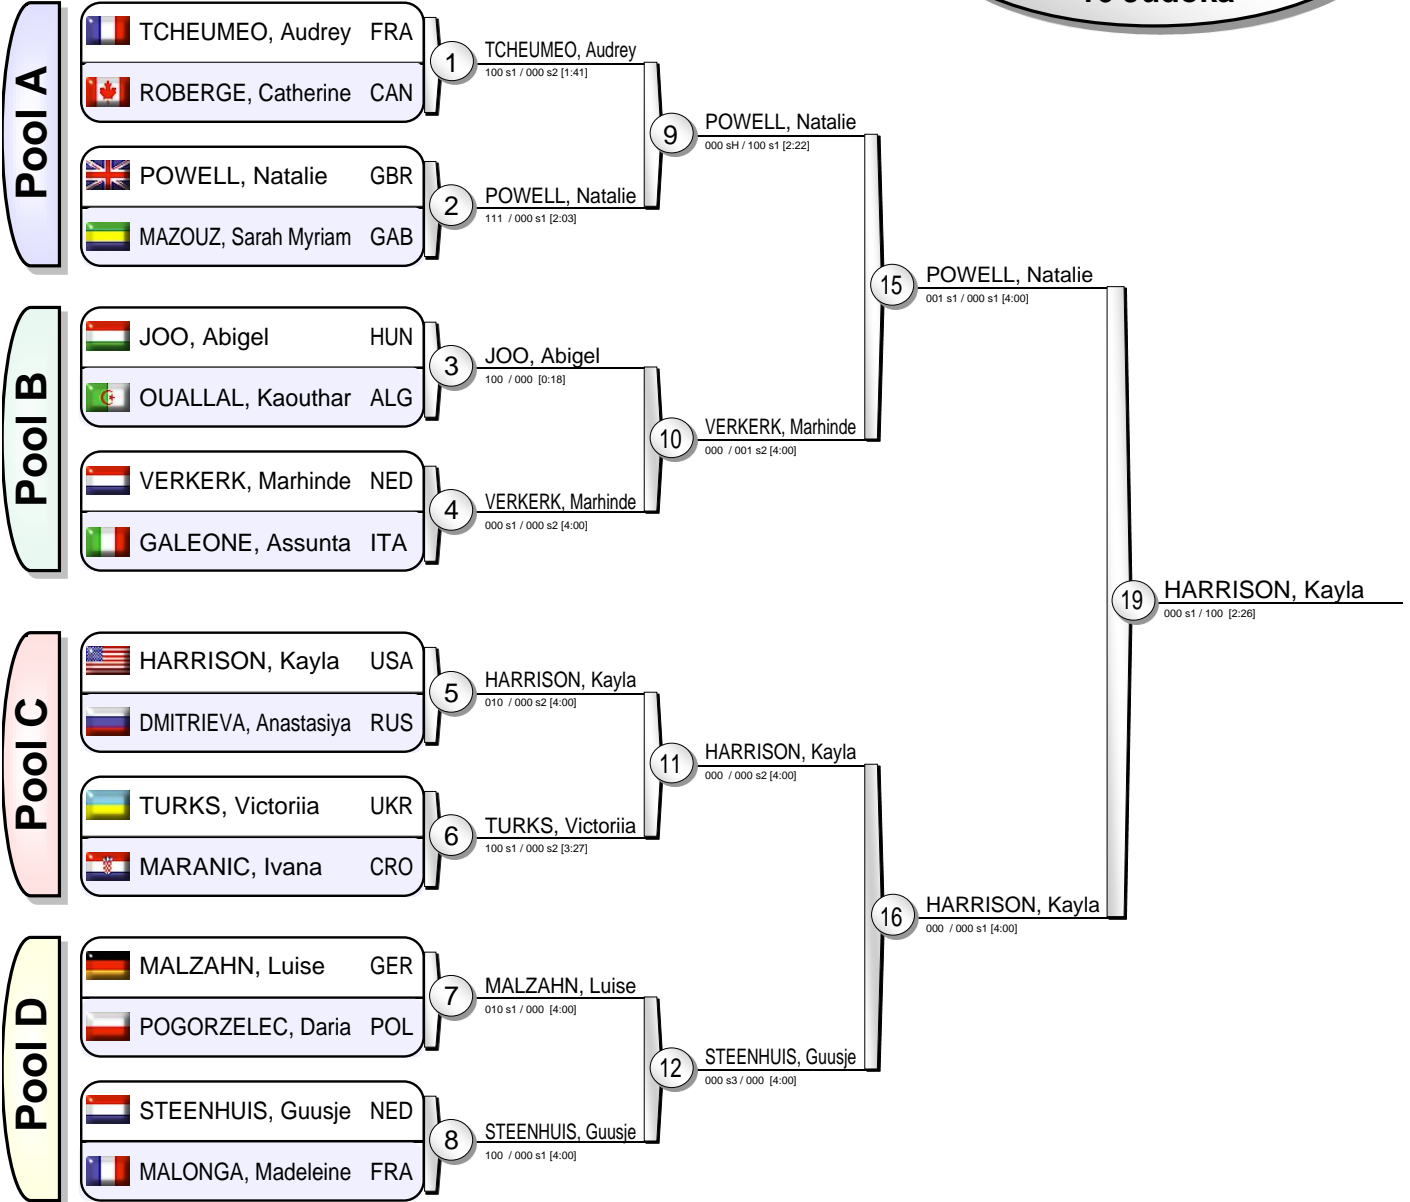 16 Judoka
Pool A
TCHEUMEO, Audrey FRA
ROBERGE, Catherine CAN
1
TCHEUMEO, Audrey
100 s1 / 000 s2 [1:41]
POWELL, Natalie GBR
MAZOUZ, Sarah Myriam GAB
2
POWELL, Natalie
111 / 000 s1 [2:03]
9
POWELL, Natalie
000 sH / 100 s1 [2:22]
Pool B
JOO, Abigel HUN
OUALLAL, Kaouthar ALG
3
JOO, Abigel
100 / 000 [0:18]
VERKERK, Marhinde NED
GALEONE, Assunta ITA
4
VERKERK, Marhinde
000 s1 / 000 s2 [4:00]
10
VERKERK, Marhinde
000 / 001 s2 [4:00]
15
POWELL, Natalie
001 s1 / 000 s1 [4:00]
Pool C
HARRISON, Kayla USA
DMITRIEVA, Anastasiya RUS
5
HARRISON, Kayla
010 / 000 s2 [4:00]
TURKS, Victoriia UKR
MARANIC, Ivana CRO
6
TURKS, Victoriia
100 s1 / 000 s2 [3:27]
11
HARRISON, Kayla
000 / 000 s2 [4:00]
Pool D
MALZAHN, Luise GER
POGORZELEC, Daria POL
7
MALZAHN, Luise
010 s1 / 000 [4:00]
STEENHUIS, Guusje NED
MALONGA, Madeleine FRA
8
STEENHUIS, Guusje
100 / 000 s1 [4:00]
12
STEENHUIS, Guusje
000 s3 / 000 [4:00]
16
HARRISON, Kayla
000 / 000 s1 [4:00]
19
HARRISON, Kayla
000 s1 / 100 [2:26]